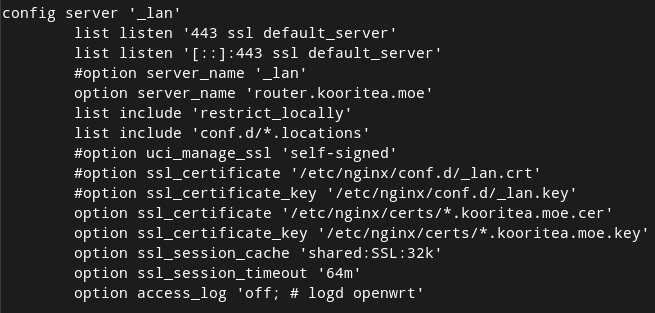 config server '_lan'
        list listen '443 ssl default_server'
        list listen '[::]:443 ssl default_server'
        #option server_name '_lan'
        option server_name 'router.kooritea.moe'
        list include 'restrict_locally'
        list include 'conf.d/*.locations'
        #option uci_manage_ssl 'self-signed'
        #option ssl_certificate '/etc/nginx/conf.d/_lan.crt'
        #option ssl_certificate_key '/etc/nginx/conf.d/_lan.key'
        option ssl_certificate '/etc/nginx/certs/*.kooritea.moe.cer'
        option ssl_certificate_key '/etc/nginx/certs/*.kooritea.moe.key'
        option ssl_session_cache 'shared:SSL:32k'
        option ssl_session_timeout '64m'
        option access_log 'off; # logd openwrt'